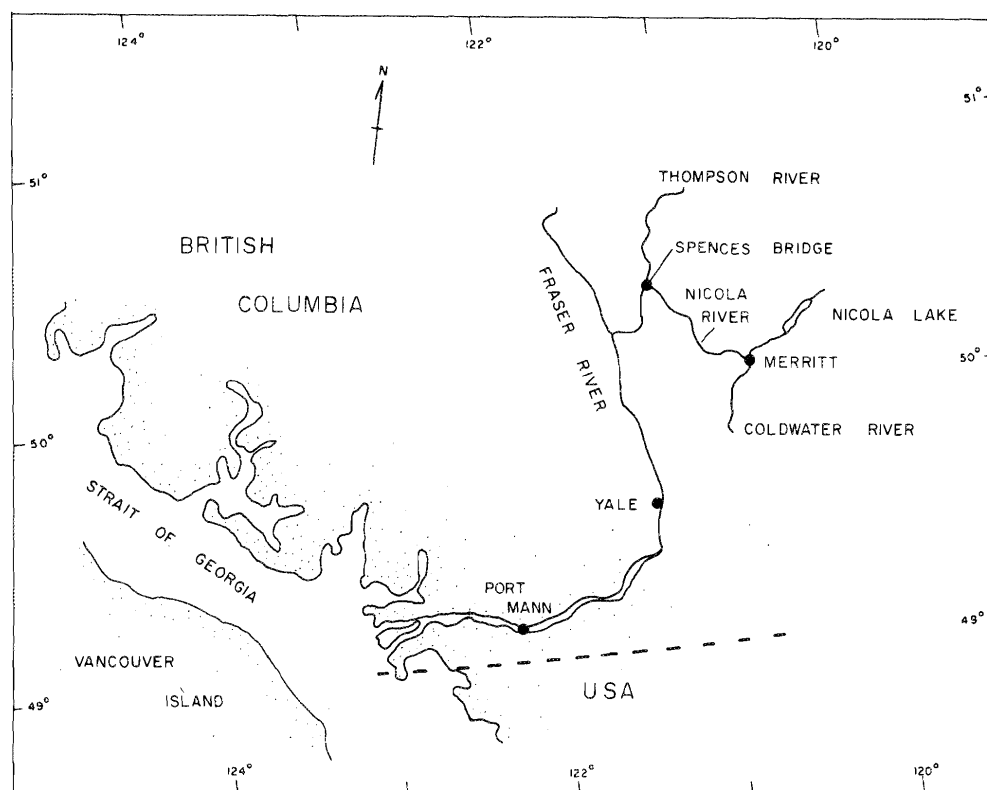 124°
122°
120°
N
51°
51°
THOMPSON RIVER
BRITISH
COLUMBIA
SPENCES BRIDGE
FRASER RIVER
NICOLA
RIVER
NICOLA LAKE
50°
MERRITT
COLDWATER RIVER
50°
STRAIT OF GEORGIA
YALE
PORT
MANN
49°
VANCOUVER
ISLAND
USA
49°
124°
122°
120°